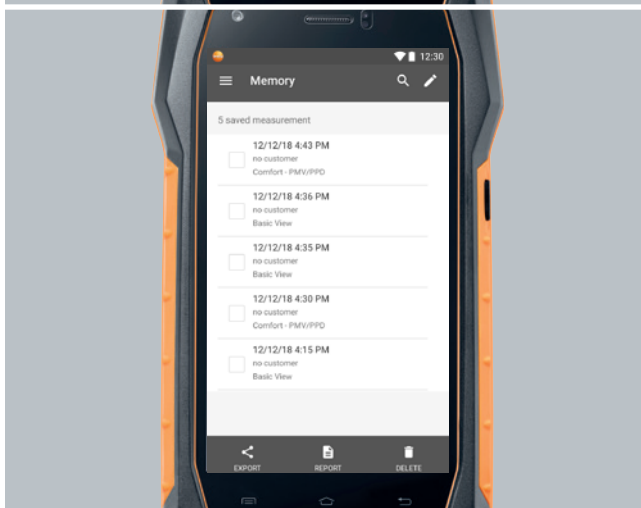 12:30
Memory
5 saved measurement
12/12/18 4:43 PM
no customer
Comfort - PMV/PPD
12/12/18 4:36 PM
no customer
Basic View
12/12/18 4:35 PM
no customer
Basic View
12/12/18 4:30 PM
no customer
Comfort - PMV/PPD
12/12/18 4:15 PM
no customer
Basic View
EXPORT REPORT DELETE